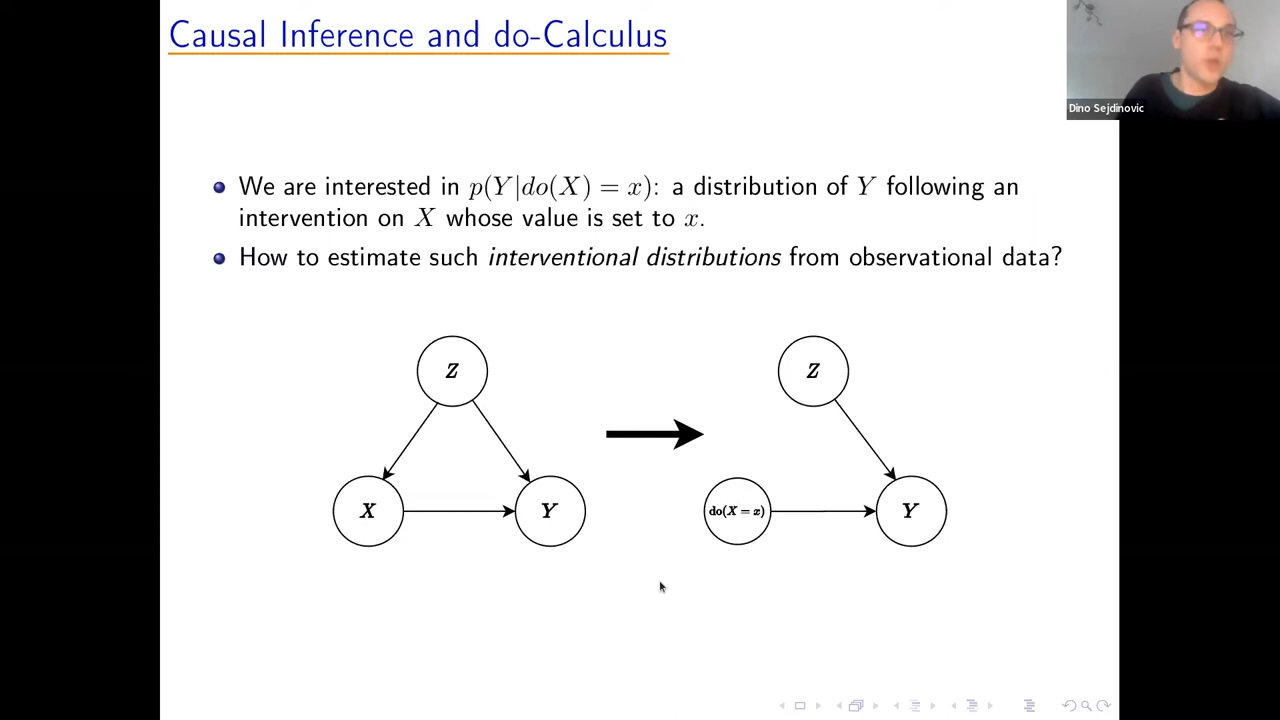 Causal Inference and do-Calculus
Dino Sejdinovic
We are interested in p(Y|do(X) = x): a distribution of Y following an
intervention on X whose value is set to x.
How to estimate such interventional distributions from observational data?
Z
Z
X
Y
do(X = x)
Y